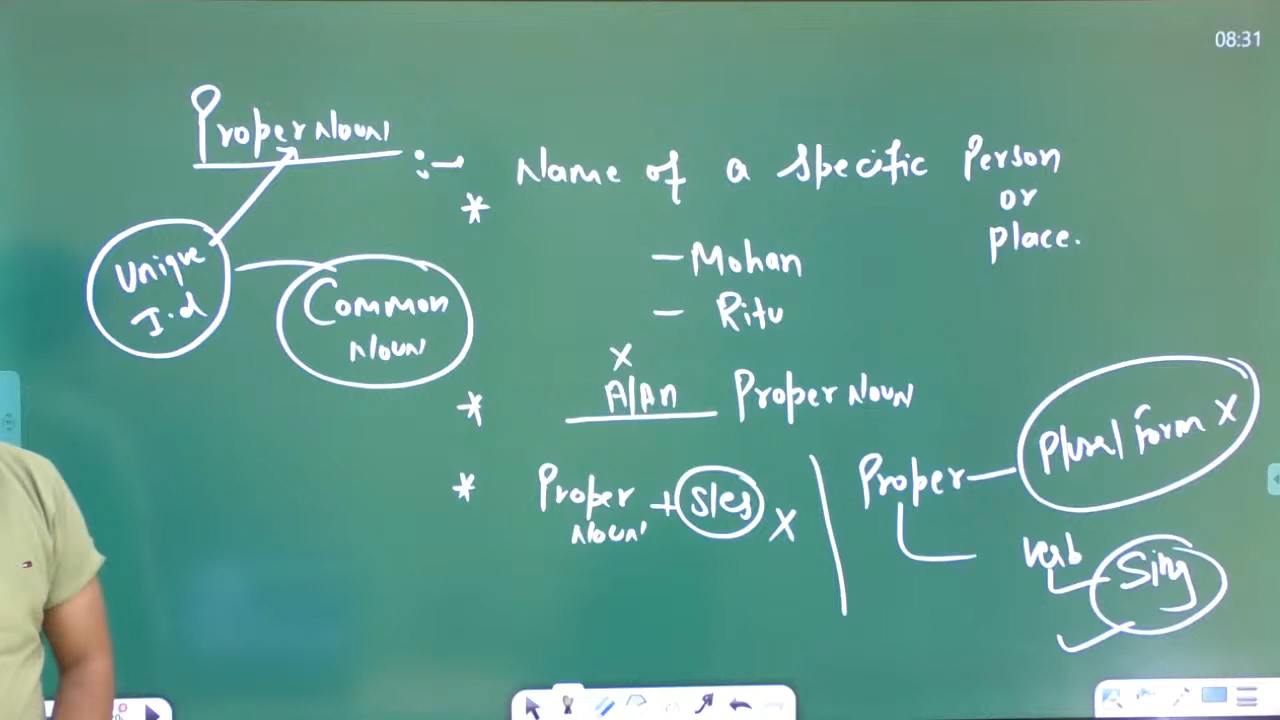 08:31
Proper Noun :-
Name of a specific Person
or
place.
*
Unique
I.d
Common
Noun
- Mohan
- Ritu
X
* A/An Proper Noun
* Proper + s/es X
Noun
Proper - Plural Form X
verb Sing